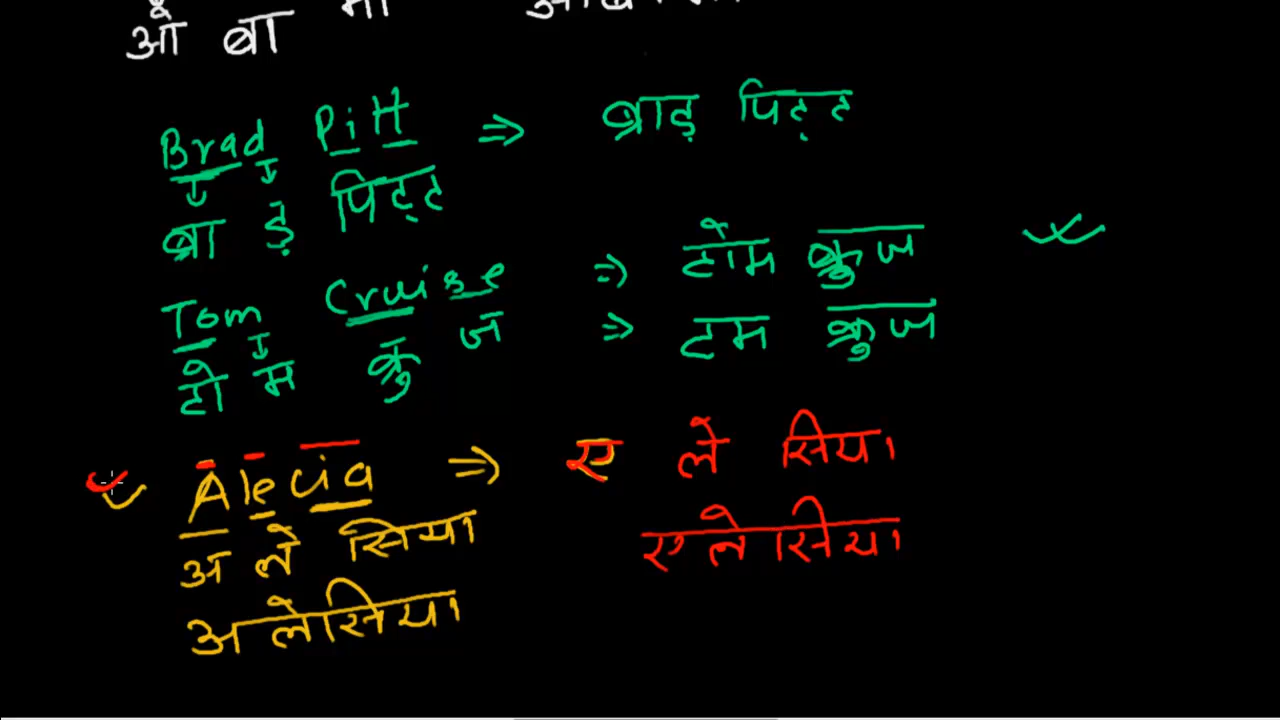 ओ बा मा
Brad Pitt ⇒ ब्राड़ पिट्ट
ब्रा ड़े पिट्ट
Tom Cruise ⇒ टोम क्रुज
टो म क्रु ज ⇒ टम क्रुज
Alecia ⇒ ए ले सिया
अ ले सिया एलेसिया
अलेसिया